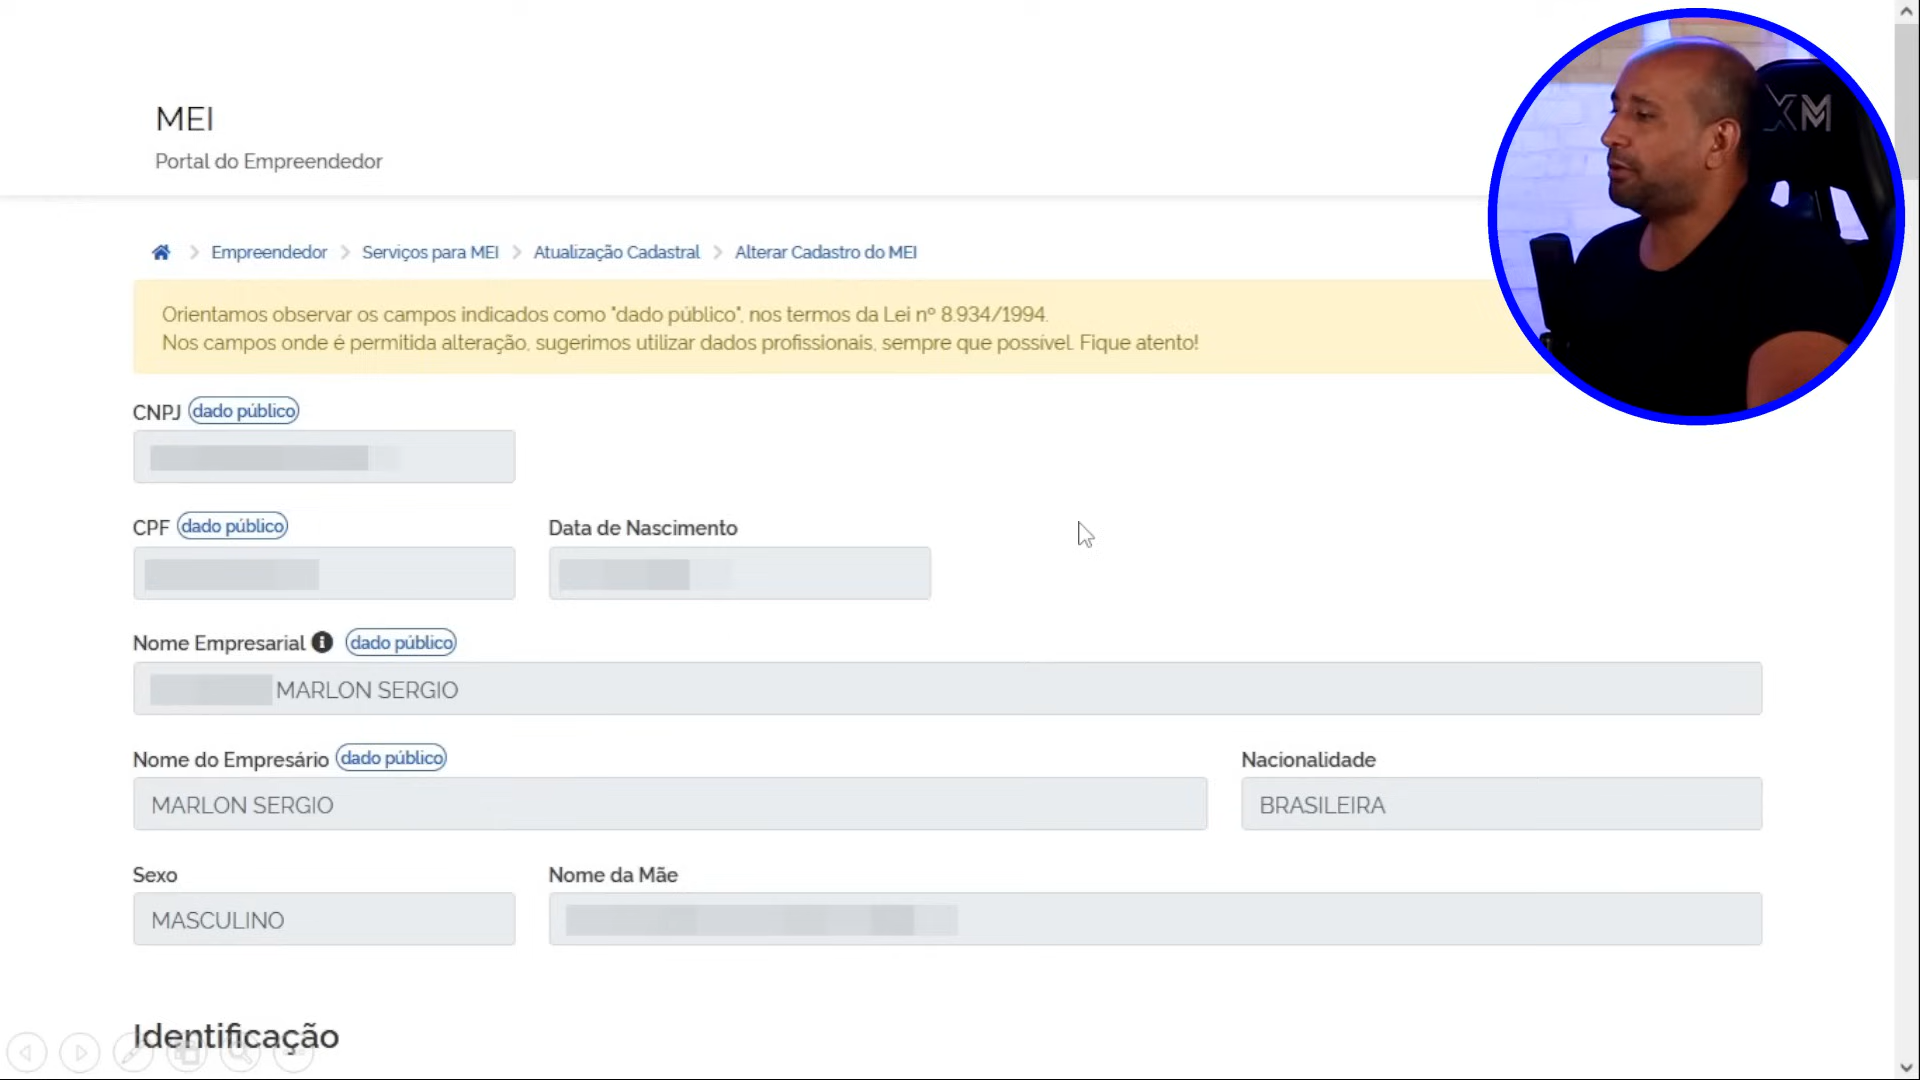 MEI
Portal do Empreendedor
XM
Empreendedor > Serviços para MEI > Atualização Cadastral > Alterar Cadastro do MEI
Orientamos observar os campos indicados como "dado público", nos termos da Lei nº 8.934/1994.
Nos campos onde é permitida alteração, sugerimos utilizar dados profissionais, sempre que possível. Fique atento!
CNPJ dado público
CPF dado público Data de Nascimento
Nome Empresarial dado público
MARLON SERGIO
Nome do Empresário dado público Nacionalidade
MARLON SERGIO BRASILEIRA
Sexo Nome da Mãe
MASCULINO
Identificação